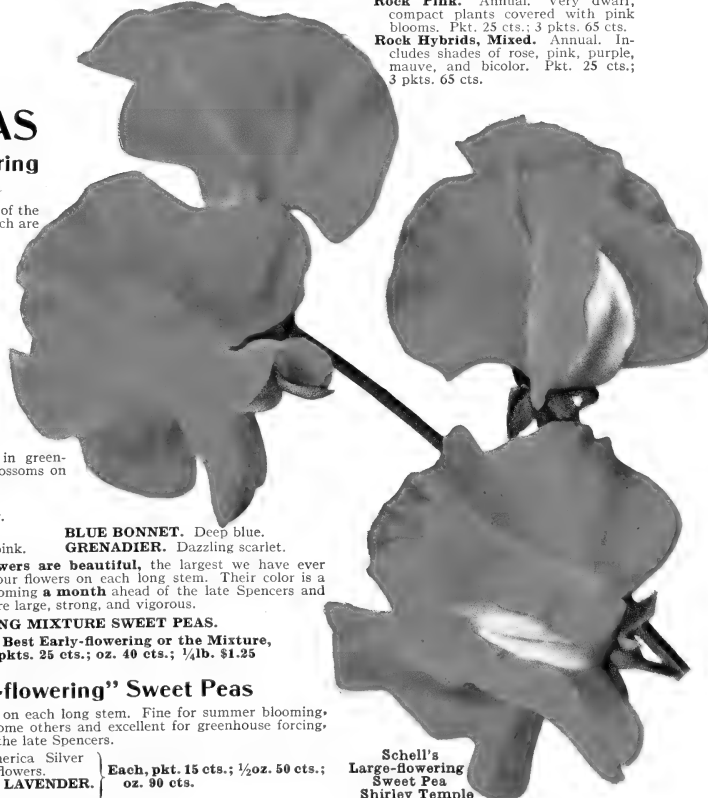 Rock Pink. Annual. Very dwarf,
compact plants covered with pink
blooms. Pkt. 25 cts.; 3 pkts. 65 cts.
Rock Hybrids, Mixed. Annual. In-
cludes shades of rose, pink, purple,
mauve, and bicolor. Pkt. 25 cts.;
3 pkts. 65 cts.
AS
ring
of the
ch are
in green-
ossoms on
BLUE BONNET. Deep blue.
ink. GRENADIER. Dazzling scarlet.
wers are beautiful, the largest we have ever
our flowers on each long stem. Their color is a
oming a month ahead of the late Spencers and
re large, strong, and vigorous.
NG MIXTURE SWEET PEAS.
Best Early-flowering or the Mixture,
pkts. 25 cts.; oz. 40 cts.; ¼lb. $1.25
-flowering" Sweet Peas
on each long stem. Fine for summer blooming,
ome others and excellent for greenhouse forcing,
the late Spencers.
erica Silver
flowers.
LAVENDER.
Each, pkt. 15 cts.; ½oz. 50 cts.;
oz. 90 cts.
Schell's
Large-flowering
Sweet Pea
Shirley Temple